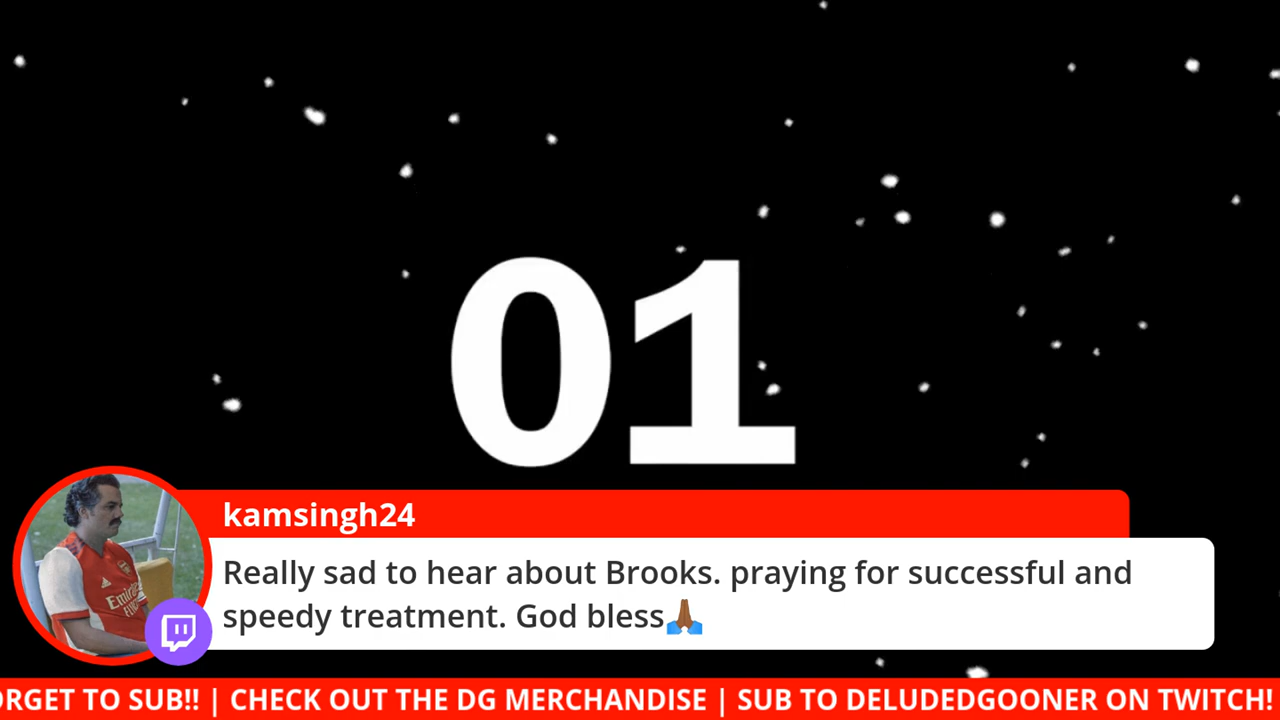 01
kamsingh24
Really sad to hear about Brooks. praying for successful and
speedy treatment. God bless🙏🏾
ORGET TO SUB!! | CHECK OUT THE DG MERCHANDISE | SUB TO DELUDEDGOONER ON TWITCH!